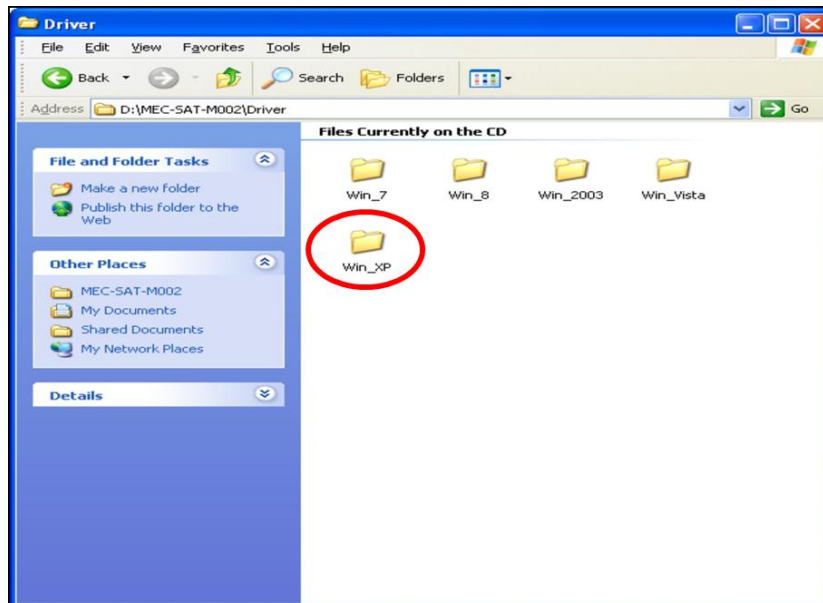 Driver
File Edit View Favorites Tools Help
Back Search Folders
Address D:\MEC-SAT-M002\Driver Go
Files Currently on the CD
File and Folder Tasks
Make a new folder
Publish this folder to the
Web
Other Places
MEC-SAT-M002
My Documents
Shared Documents
My Network Places
Details
Win_7 Win_8 Win_2003 Win_Vista
Win_XP